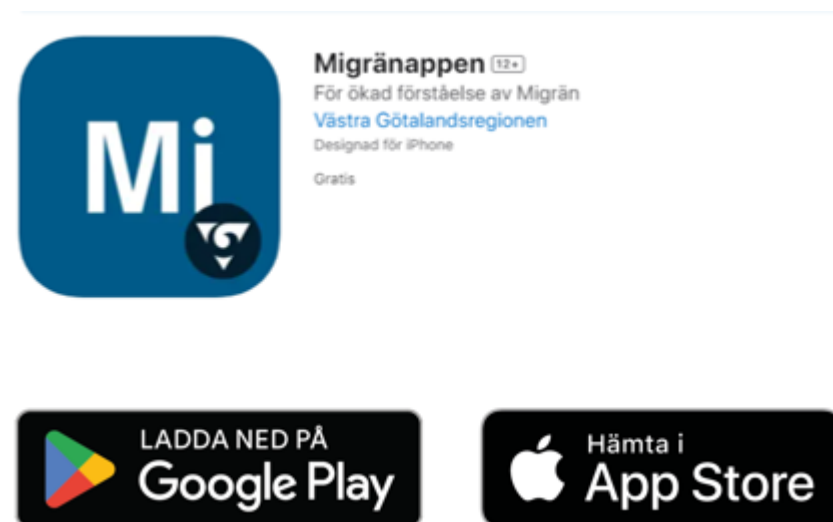 Mi
Migränappen 12+
För ökad förståelse av Migrän
Västra Götalandsregionen
Designad för iPhone
Gratis
LADDA NED PÅ
Google Play
Hämta i
App Store